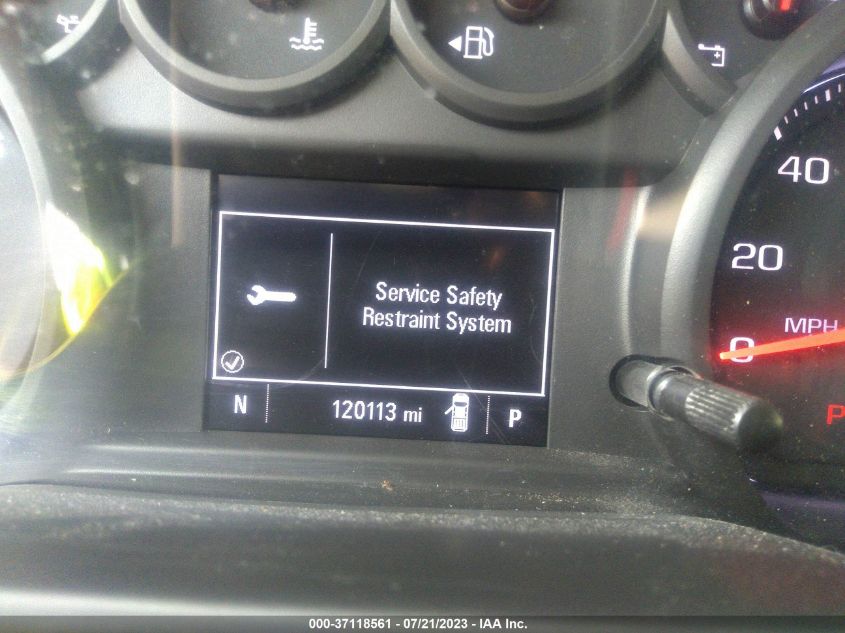 40
20
0
MPH
Service Safety
Restraint System
N
120113 mi
P
P
000-37118561 - 07/21/2023 - IAA Inc.